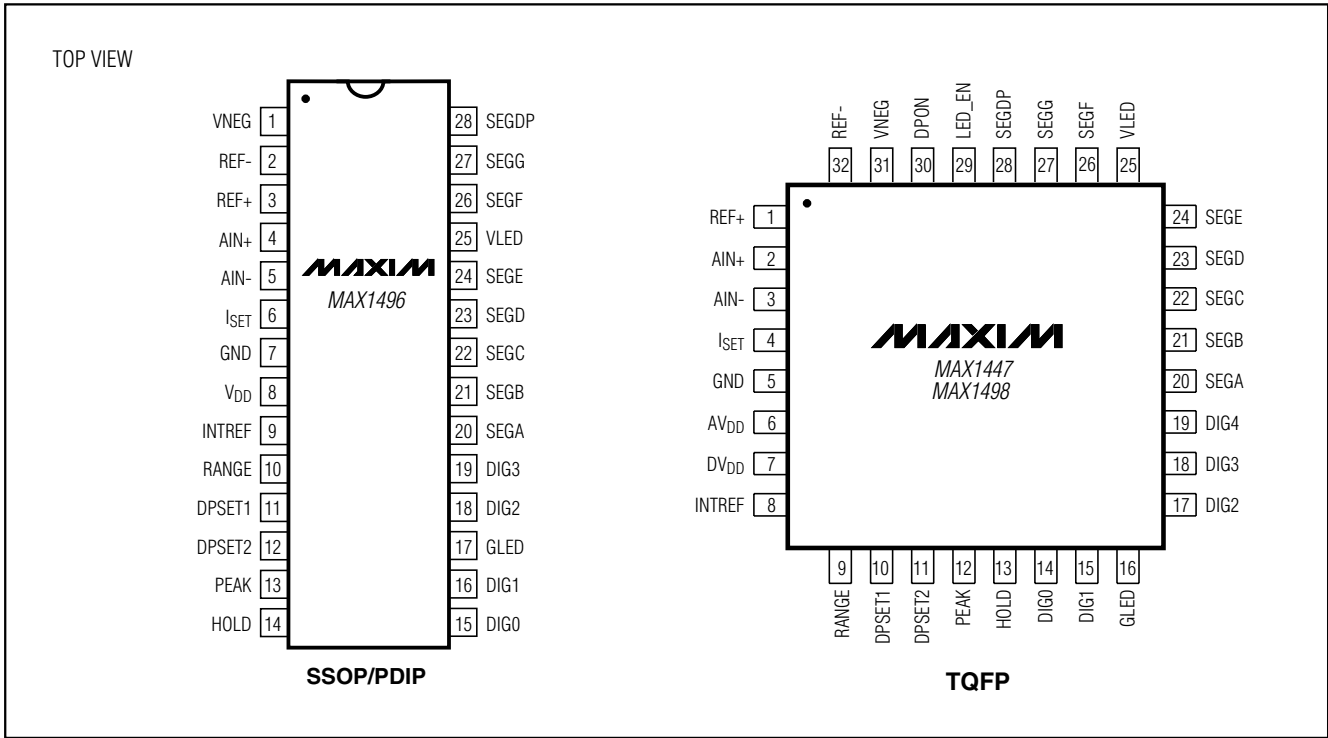 TOP VIEW
VNEG 1
REF- 2
REF+ 3
AIN+ 4
AIN- 5
ISET 6
GND 7
VDD 8
INTREF 9
RANGE 10
DPSET1 11
DPSET2 12
PEAK 13
HOLD 14
MAXIM
MAX1496
28 SEGDP
27 SEGG
26 SEGF
25 VLED
24 SEGE
23 SEGD
22 SEGC
21 SEGB
20 SEGA
19 DIG3
18 DIG2
17 GLED
16 DIG1
15 DIG0
SSOP/PDIP
REF- 32
VNEG 31
DPON 30
LED_EN 29
SEGDP 28
SEGG 27
SEGF 26
VLED 25
REF+ 1
AIN+ 2
AIN- 3
ISET 4
GND 5
AVDD 6
DVDD 7
INTREF 8
MAXIM
MAX1447
MAX1498
24 SEGE
23 SEGD
22 SEGC
21 SEGB
20 SEGA
19 DIG4
18 DIG3
17 DIG2
9 RANGE
10 DPSET1
11 DPSET2
12 PEAK
13 HOLD
14 DIG0
15 DIG1
16 GLED
TQFP